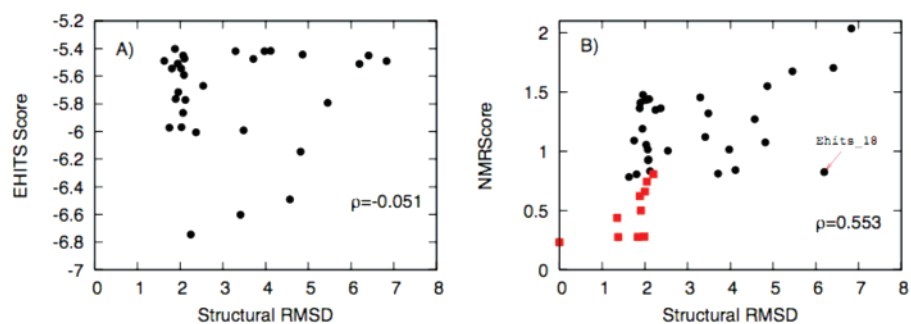 A)
EHITS Score
-5.2
-5.4
-5.6
-5.8
-6
-6.2
-6.4
-6.6
-6.8
-7
ρ=-0.051
0 1 2 3 4 5 6 7 8
Structural RMSD
B)
NMRScore
2
1.5
1
0.5
0
Ehits_18
ρ=0.553
0 1 2 3 4 5 6 7 8
Structural RMSD